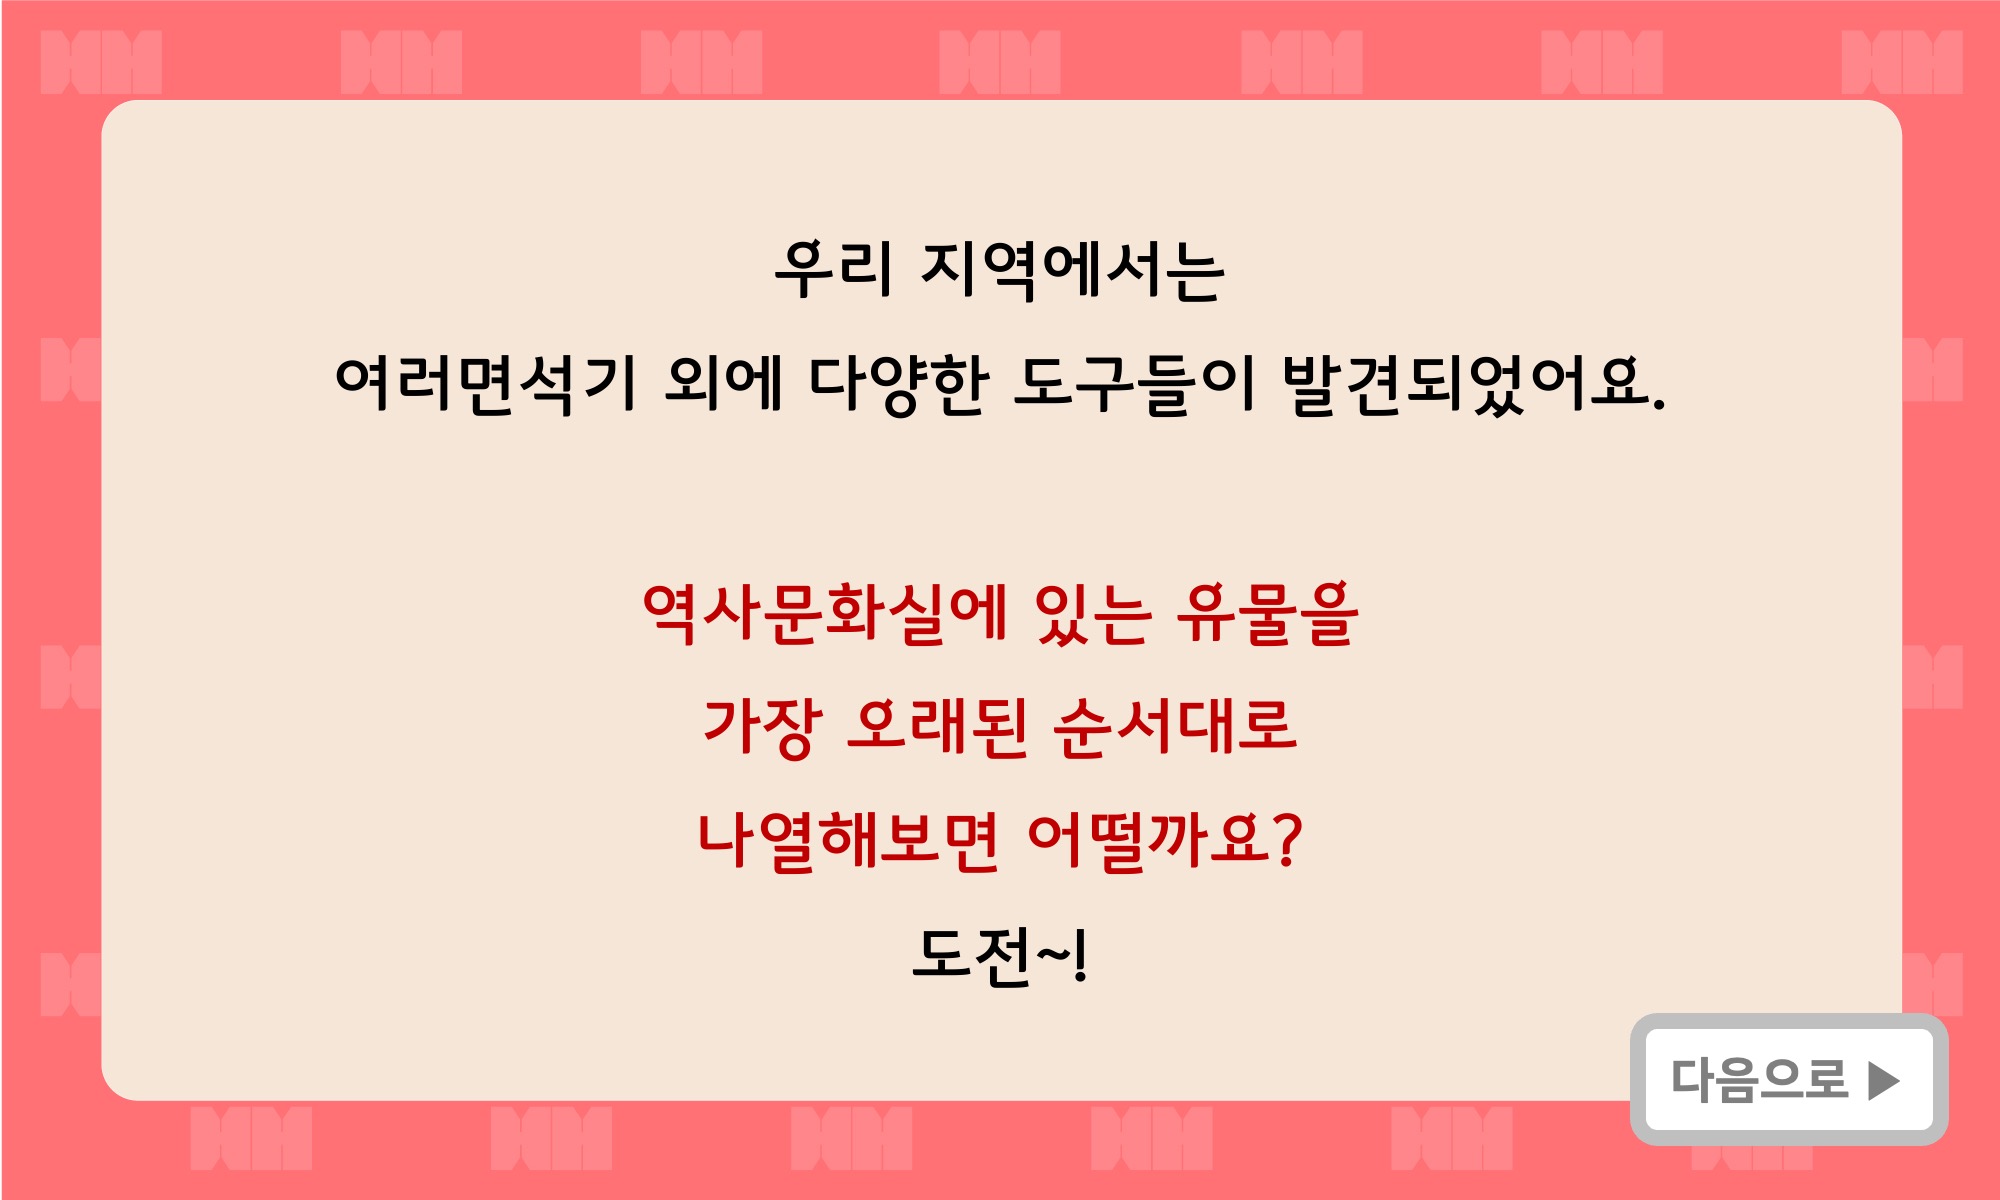 우리 지역에서는
여러면석기 외에 다양한 도구들이 발견되었어요.
역사문화실에 있는 유물을
가장 오래된 순서대로
나열해보면 어떨까요?
도전~!
다음으로 ▶